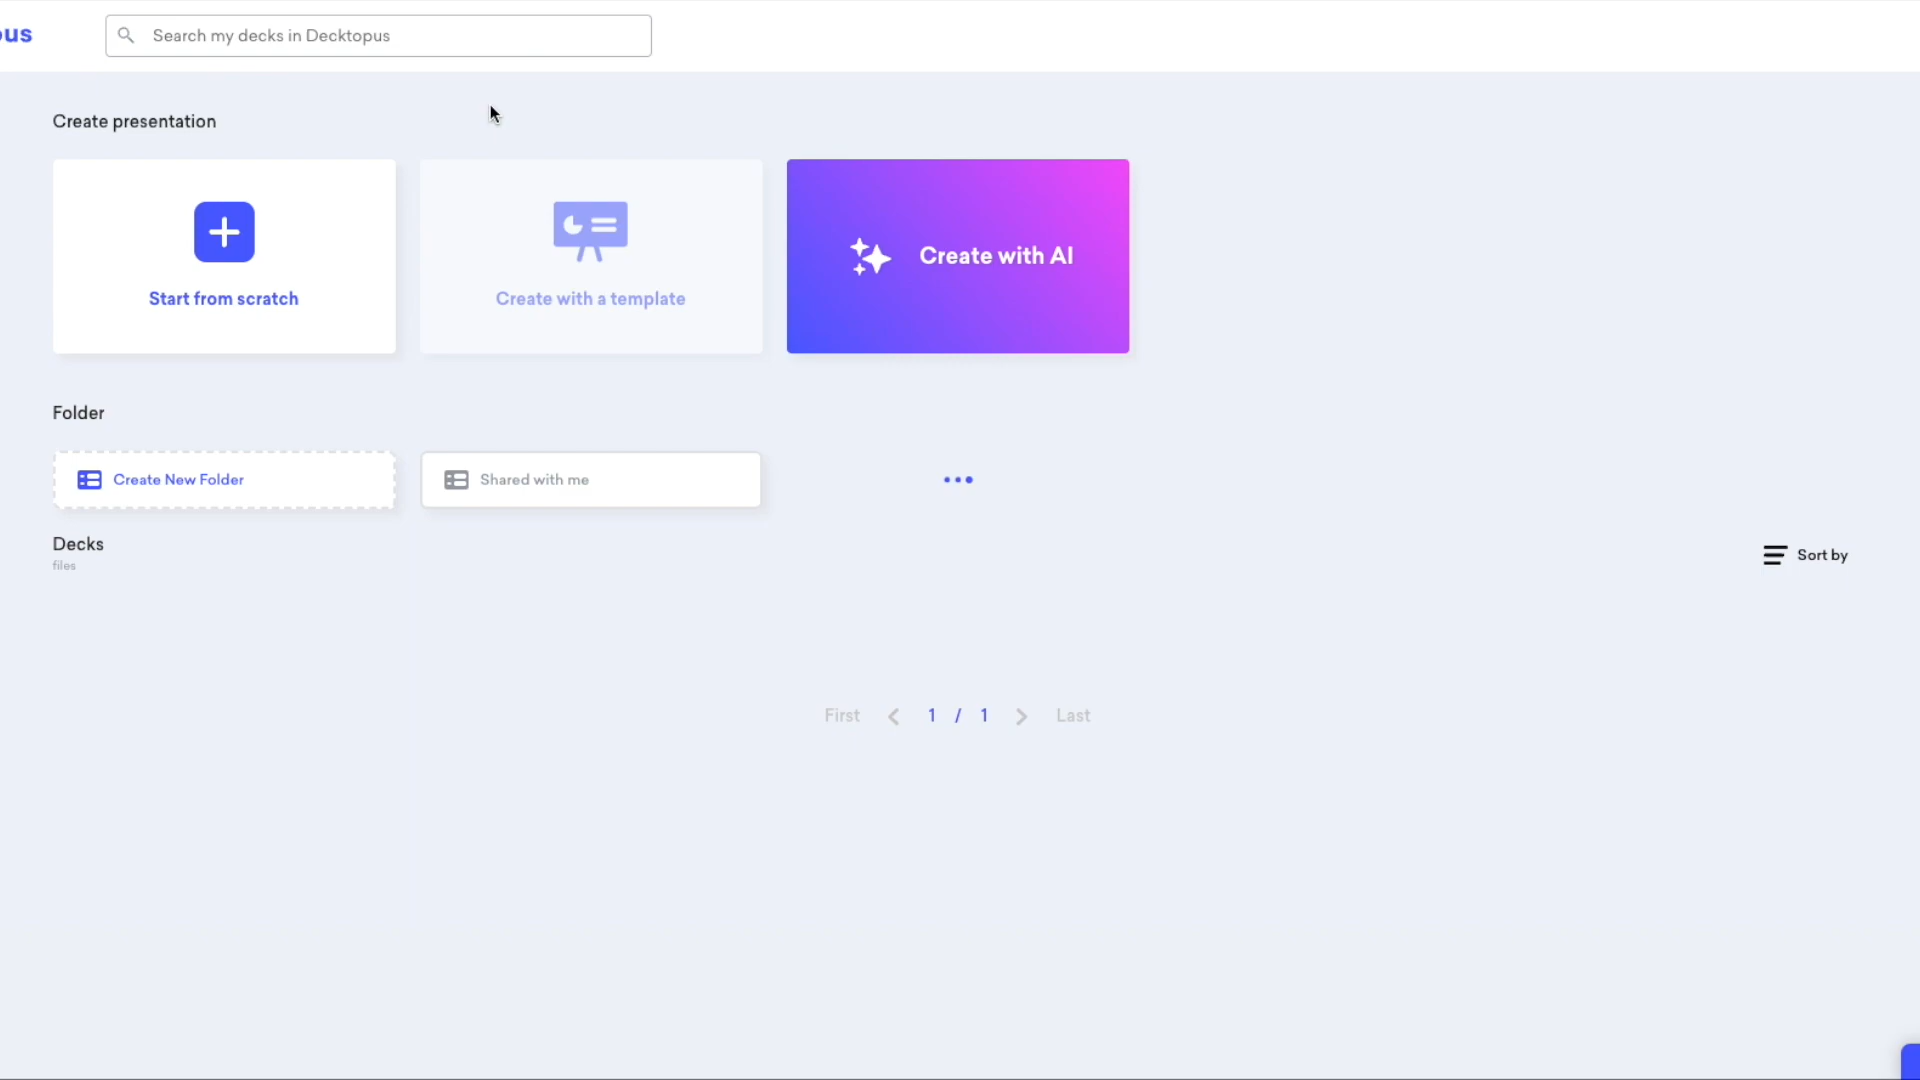 ous
Search my decks in Decktopus
Create presentation
Start from scratch
Create with a template
Create with AI
Folder
Create New Folder
Shared with me
Decks
files
Sort by
First < 1 / 1 > Last